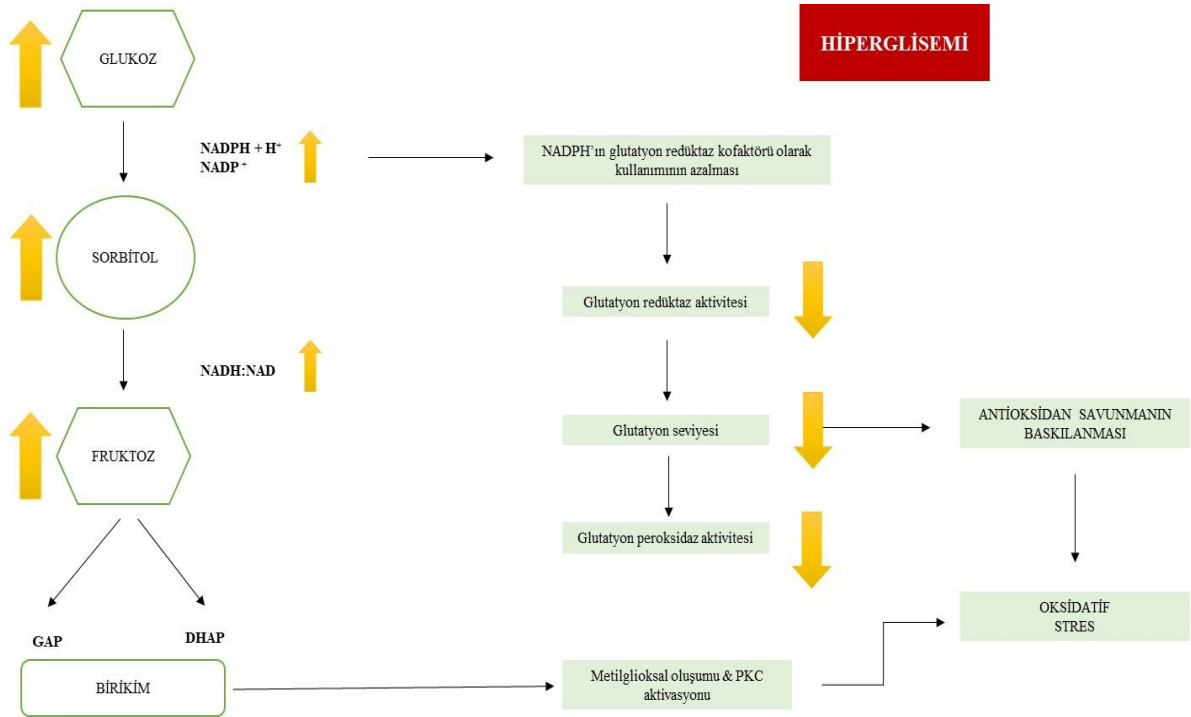 HİPERGLİSEMİ
GLUKOZ
NADPH + H⁺
NADP ⁺
NADPH’ın glutatyon redüktaz kofaktörü olarak
kullanımının azalması
SORBİTOL
Glutatyon redüktaz aktivitesi
NADH:NAD
FRUKTOZ
Glutatyon seviyesi
ANTİOKSİDAN SAVUNMANIN
BASKILANMASI
Glutatyon peroksidaz aktivitesi
OKSİDATİF
STRES
GAP
DHAP
BİRİKİM
Metilglioksal oluşumu & PKC
aktivasyonu